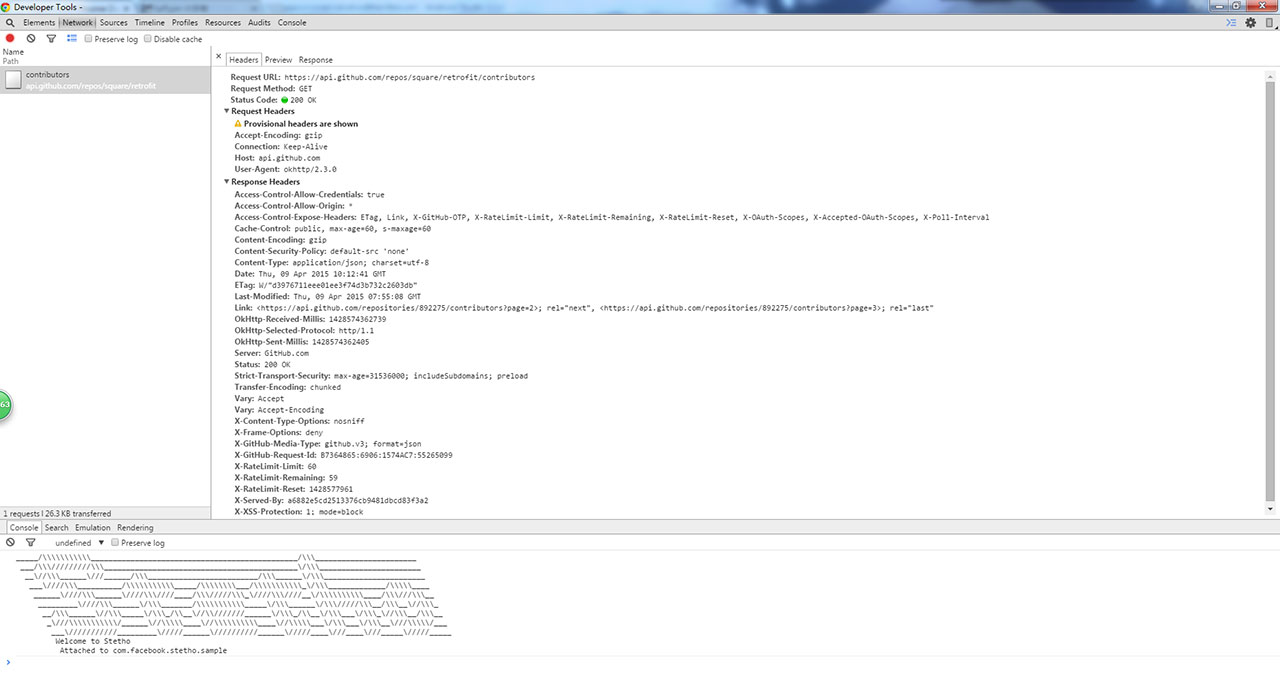 Developer Tools -
Elements Network Sources Timeline Profiles Resources Audits Console
Preserve log Disable cache
Name
Path
contributors
api.github.com/repos/square/retrofit
× Headers Preview Response
Request URL: https://api.github.com/repos/square/retrofit/contributors
Request Method: GET
Status Code: 200 OK
Request Headers
Provisional headers are shown
Accept-Encoding: gzip
Connection: Keep-Alive
Host: api.github.com
User-Agent: okhttp/2.3.0
Response Headers
Access-Control-Allow-Credentials: true
Access-Control-Allow-Origin: *
Access-Control-Expose-Headers: ETag, Link, X-GitHub-OTP, X-RateLimit-Limit, X-RateLimit-Remaining, X-RateLimit-Reset, X-OAuth-Scopes, X-Accepted-OAuth-Scopes, X-Poll-Interval
Cache-Control: public, max-age=60, s-maxage=60
Content-Encoding: gzip
Content-Security-Policy: default-src 'none'
Content-Type: application/json; charset=utf-8
Date: Thu, 09 Apr 2015 10:12:41 GMT
ETag: W/"d3976711eee01ee3f74d3b732c2603db"
Last-Modified: Thu, 09 Apr 2015 07:55:08 GMT
Link: <https://api.github.com/repositories/892275/contributors?page=2>; rel="next", <https://api.github.com/repositories/892275/contributors?page=3>; rel="last"
OkHttp-Received-Millis: 1428574362739
OkHttp-Selected-Protocol: http/1.1
OkHttp-Sent-Millis: 1428574362405
Server: GitHub.com
Status: 200 OK
Strict-Transport-Security: max-age=31536000; includeSubdomains; preload
Transfer-Encoding: chunked
Vary: Accept
Vary: Accept-Encoding
X-Content-Type-Options: nosniff
X-Frame-Options: deny
X-GitHub-Media-Type: github.v3; format=json
X-GitHub-Request-Id: B7364865:6906:1574AC7:55265099
X-RateLimit-Limit: 60
X-RateLimit-Remaining: 59
X-RateLimit-Reset: 1428577961
X-Served-By: a6882e5cd2513376cb9481dbcd83f3a2
X-XSS-Protection: 1; mode=block
63
1 requests | 26.3 KB transferred
Console Search Emulation Rendering
undefined ▼ Preserve log
Welcome to Stetho
Attached to com.facebook.stetho.sample
>